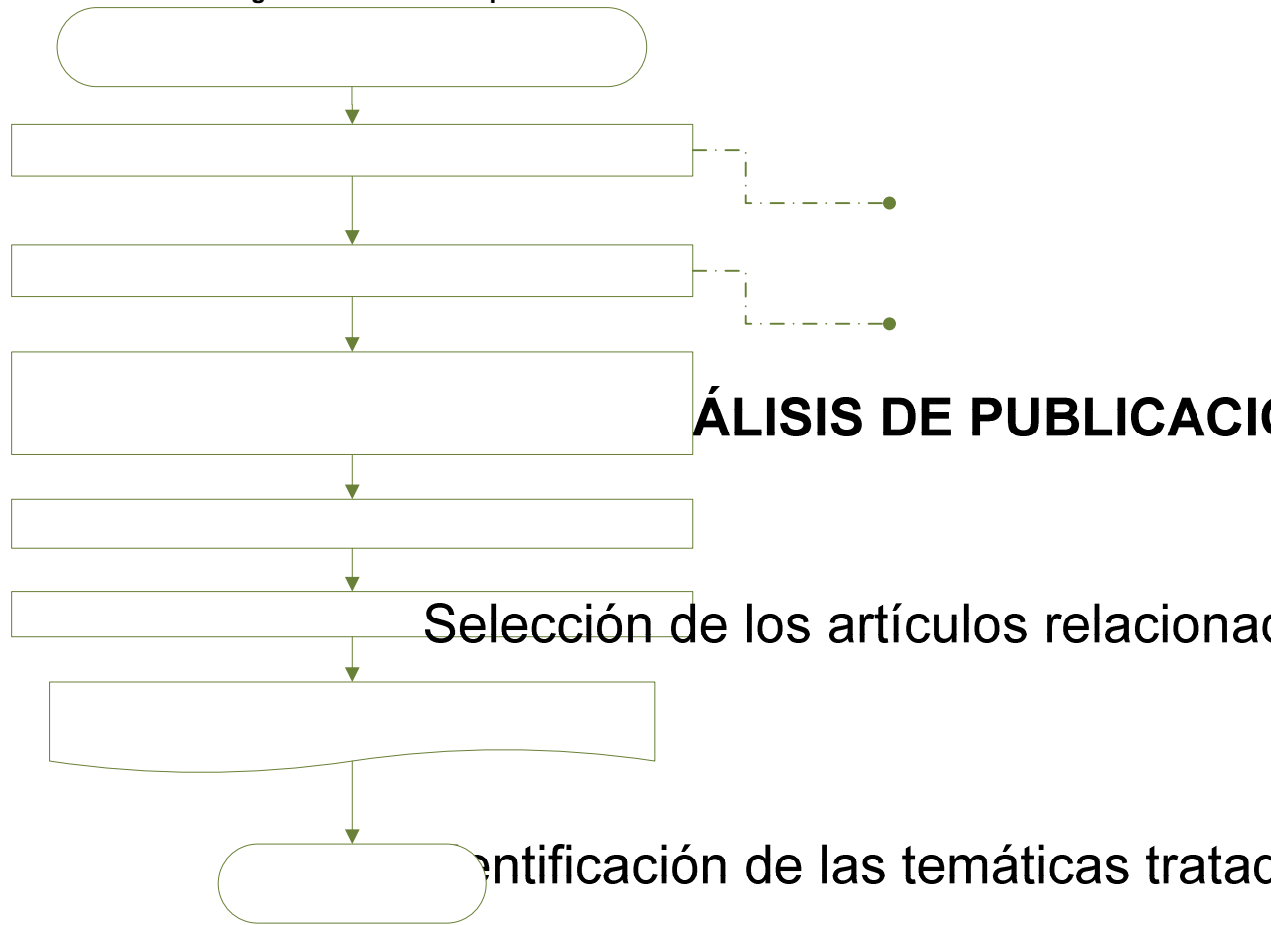 ÁLISIS DE PUBLICACIO
Selección de los artículos relacionad
entificación de las temáticas tratad